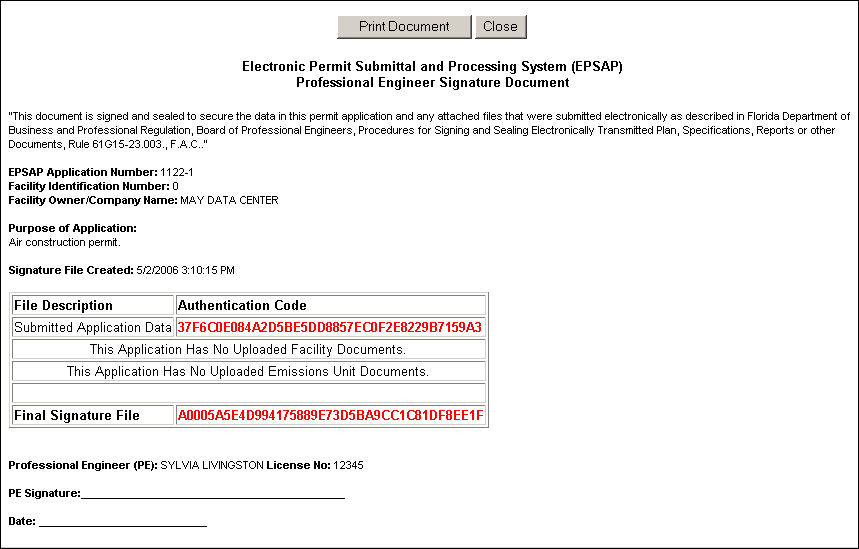 Print Document Close
Electronic Permit Submittal and Processing System (EPSAP)
Professional Engineer Signature Document
"This document is signed and sealed to secure the data in this permit application and any attached files that were submitted electronically as described in Florida Department of
Business and Professional Regulation, Board of Professional Engineers, Procedures for Signing and Sealing Electronically Transmitted Plan, Specifications, Reports or other
Documents, Rule 61G15-23.003., F.A.C.."
EPSAP Application Number: 1122-1
Facility Identification Number: 0
Facility Owner/Company Name: MAY DATA CENTER
Purpose of Application:
Air construction permit.
Signature File Created: 5/2/2006 3:10:15 PM
File Description Authentication Code
Submitted Application Data 37F6C0E084A2D5BE5DD8857EC0F2E8229B7159A3
This Application Has No Uploaded Facility Documents.
This Application Has No Uploaded Emissions Unit Documents.
Final Signature File A0005A5E4D994175889E73D5BA9CC1C81DF8EE1F
Professional Engineer (PE): SYLVIA LIVINGSTON License No: 12345
PE Signature:
Date: